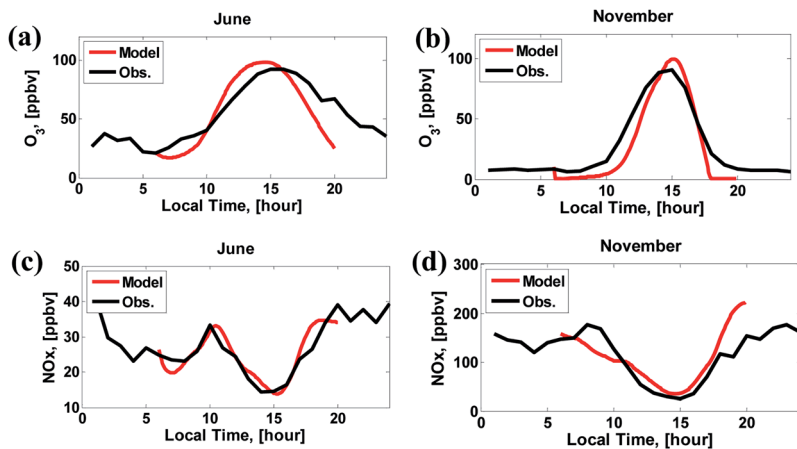 June
(a)
Model
Obs.
O3, [ppbv]
100
50
0
0 5 10 15 20
Local Time, [hour]
November
(b)
Model
Obs.
O3, [ppbv]
100
50
0
0 5 10 15 20
Local Time, [hour]
June
(c)
Model
Obs.
NOx, [ppbv]
50
40
30
20
10
0 5 10 15 20
Local Time, [hour]
November
(d)
Model
Obs.
NOx, [ppbv]
300
200
100
0
0 5 10 15 20
Local Time, [hour]